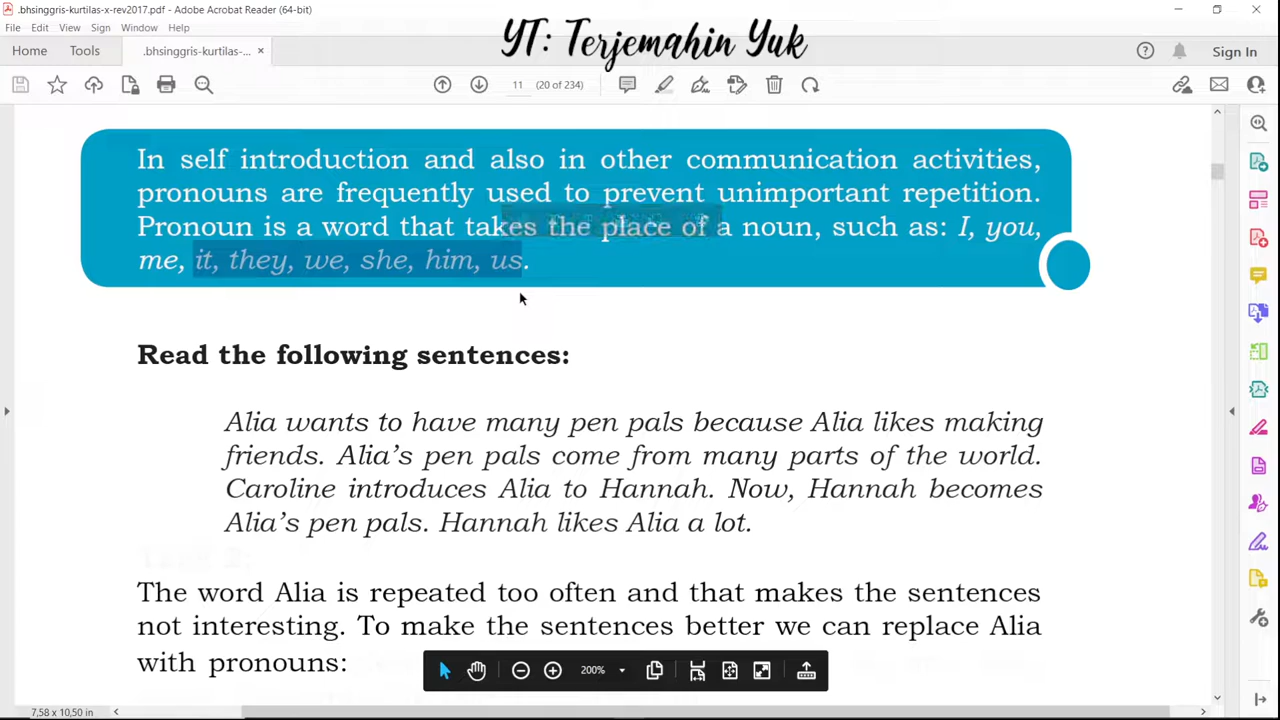 .bhsinggris-kurtilas-x-rev2017.pdf - Adobe Acrobat Reader (64-bit)
File Edit View Sign Window Help
YT: Terjemahin Yuk
Home Tools .bhsinggris-kurtilas-... × Sign In
11 (20 of 234)
In self introduction and also in other communication activities,
pronouns are frequently used to prevent unimportant repetition.
Pronoun is a word that takes the place of a noun, such as: I, you,
me, it, they, we, she, him, us.
Read the following sentences:
Alia wants to have many pen pals because Alia likes making
friends. Alia's pen pals come from many parts of the world.
Caroline introduces Alia to Hannah. Now, Hannah becomes
Alia's pen pals. Hannah likes Alia a lot.
The word Alia is repeated too often and that makes the sentences
not interesting. To make the sentences better we can replace Alia
with pronouns:
200%
7,58 x 10,50 in